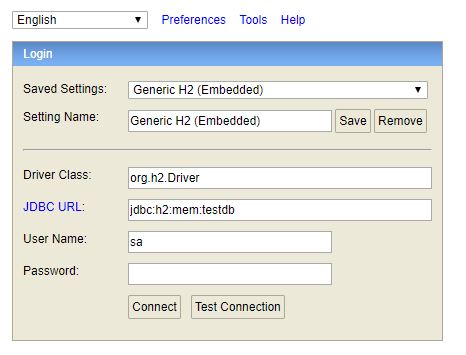 English Preferences Tools Help
Login
Saved Settings: Generic H2 (Embedded)
Setting Name: Generic H2 (Embedded) Save Remove
Driver Class: org.h2.Driver
JDBC URL: jdbc:h2:mem:testdb
User Name: sa
Password:
Connect Test Connection